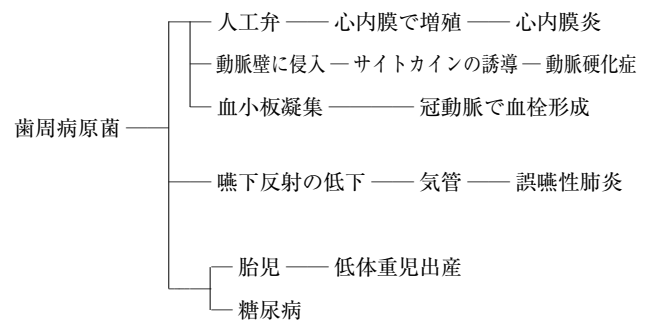 人工弁 心内膜で増殖 心内膜炎
動脈壁に侵入 サイトカインの誘導 動脈硬化症
血小板凝集 冠動脈で血栓形成
歯周病原菌
嚥下反射の低下 気管 誤嚥性肺炎
胎児 低体重児出産
糖尿病